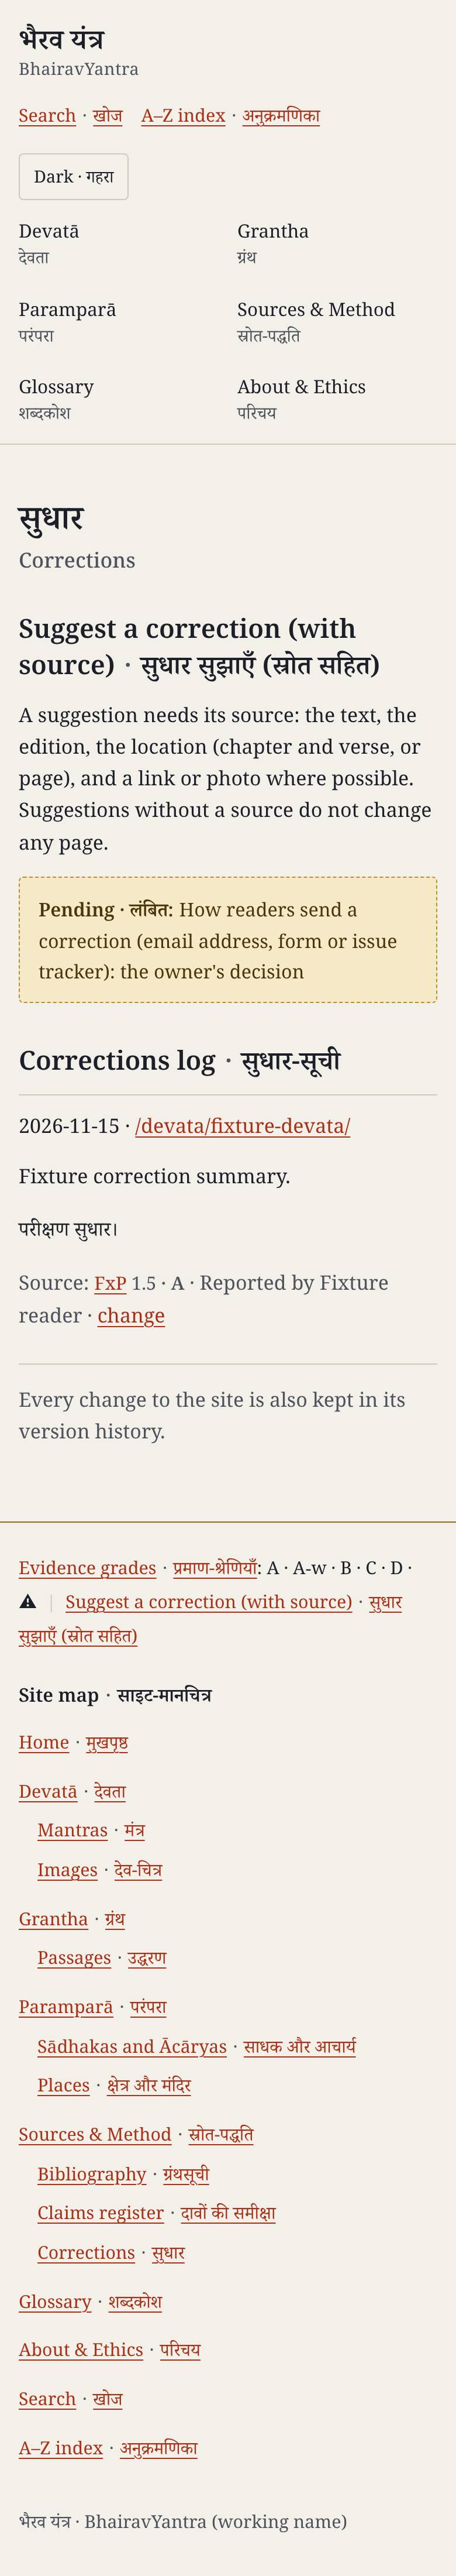 भैरव यंत्र
BhairavYantra
Search · खोज A–Z index · अनुक्रमणिका
Dark · गहरा
Devatā
देवता
Grantha
ग्रंथ
Paramparā
परंपरा
Sources & Method
स्रोत-पद्धति
Glossary
शब्दकोश
About & Ethics
परिचय
सुधार
Corrections
Suggest a correction (with
source) · सुधार सुझाएँ (स्रोत सहित)
A suggestion needs its source: the text, the
edition, the location (chapter and verse, or
page), and a link or photo where possible.
Suggestions without a source do not change
any page.
Pending · लंबित: How readers send a
correction (email address, form or issue
tracker): the owner's decision
Corrections log · सुधार-सूची
2026-11-15 · /devata/fixture-devata/
Fixture correction summary.
परीक्षण सुधार।
Source: FxP 1.5 · A · Reported by Fixture
reader · change
Every change to the site is also kept in its
version history.
Evidence grades · प्रमाण-श्रेणियाँ: A · A-w · B · C · D ·
⚠ | Suggest a correction (with source) · सुधार
सुझाएँ (स्रोत सहित)
Site map · साइट-मानचित्र
Home · मुखपृष्ठ
Devatā · देवता
Mantras · मंत्र
Images · देव-चित्र
Grantha · ग्रंथ
Passages · उद्धरण
Paramparā · परंपरा
Sādhakas and Ācāryas · साधक और आचार्य
Places · क्षेत्र और मंदिर
Sources & Method · स्रोत-पद्धति
Bibliography · ग्रंथसूची
Claims register · दावों की समीक्षा
Corrections · सुधार
Glossary · शब्दकोश
About & Ethics · परिचय
Search · खोज
A–Z index · अनुक्रमणिका
भैरव यंत्र · BhairavYantra (working name)